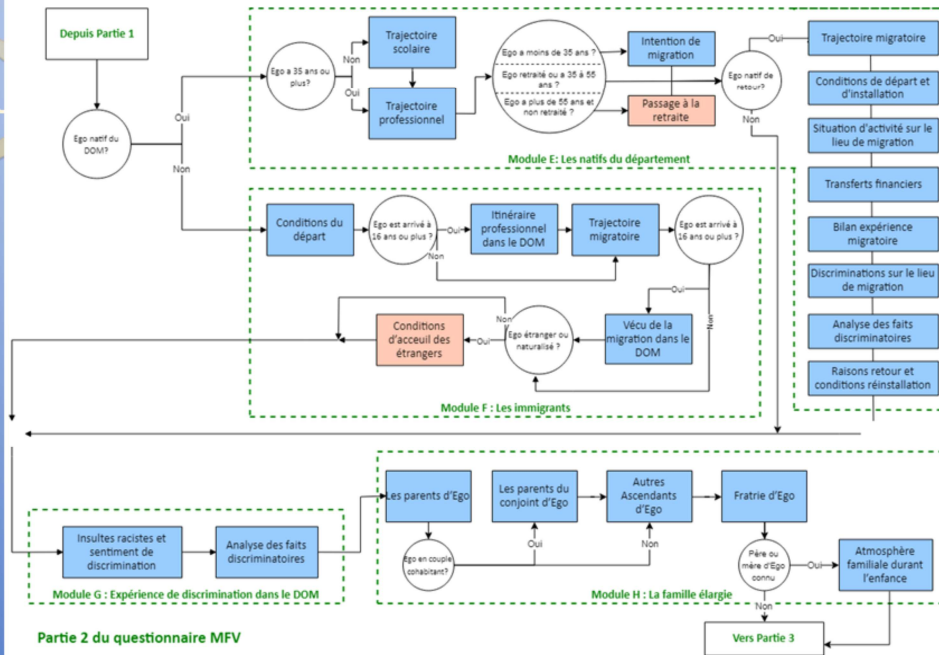 Depuis Partie 1
Ego natif du
DOM?
Oui
Non
Ego a 35 ans ou
plus?
Non
Oui
Trajectoire
scolaire
Trajectoire
professionnel
Ego a moins de 35 ans ?
Ego retraité ou a 35 à 55
ans ?
Ego a plus de 55 ans et
non retraité ?
Intention de
migration
Passage à la
retraite
Ego natif de
retour?
Oui
Non
Module E: Les natifs du département
Trajectoire migratoire
Conditions de départ et
d'installation
Situation d'activité sur le
lieu de migration
Transferts financiers
Bilan expérience
migratoire
Discriminations sur le lieu
de migration
Analyse des faits
discriminatoires
Raisons retour et
conditions réinstallation
Conditions du
départ
Ego est arrivé à
16 ans ou plus ?
Oui
Non
Itinéraire
professionnel
dans le DOM
Trajectoire
migratoire
Ego est arrivé à
16 ans ou plus ?
Oui
Non
Vécu de la
migration dans le
DOM
Ego étranger ou
naturalisé ?
Non
Oui
Conditions
d'acceuil des
étrangers
Module F : Les immigrants
Insultes racistes et
sentiment de
discrimination
Analyse des faits
discriminatoires
Module G : Expérience de discrimination dans le DOM
Les parents d'Ego
Ego en couple
cohabitant?
Oui
Non
Les parents du
conjoint d'Ego
Autres
Ascendants
d'Ego
Fratrie d'Ego
Père ou
mère d'Ego
connu
Oui
Non
Atmosphère
familiale durant
l'enfance
Module H : La famille élargie
Vers Partie 3
Partie 2 du questionnaire MFV